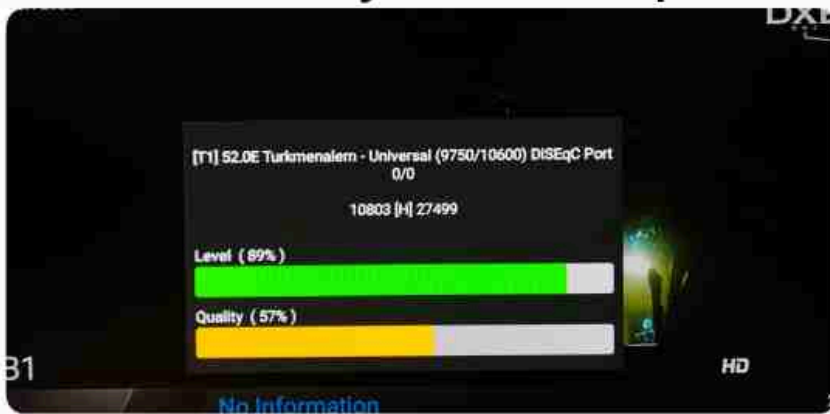 [T1] 52.0E Turkmenalem - Universal (9750/10600) DISEqC Port
0/0
10803 [H] 27499
Level ( 89% )
Quality ( 57% )
31
HD
No Information